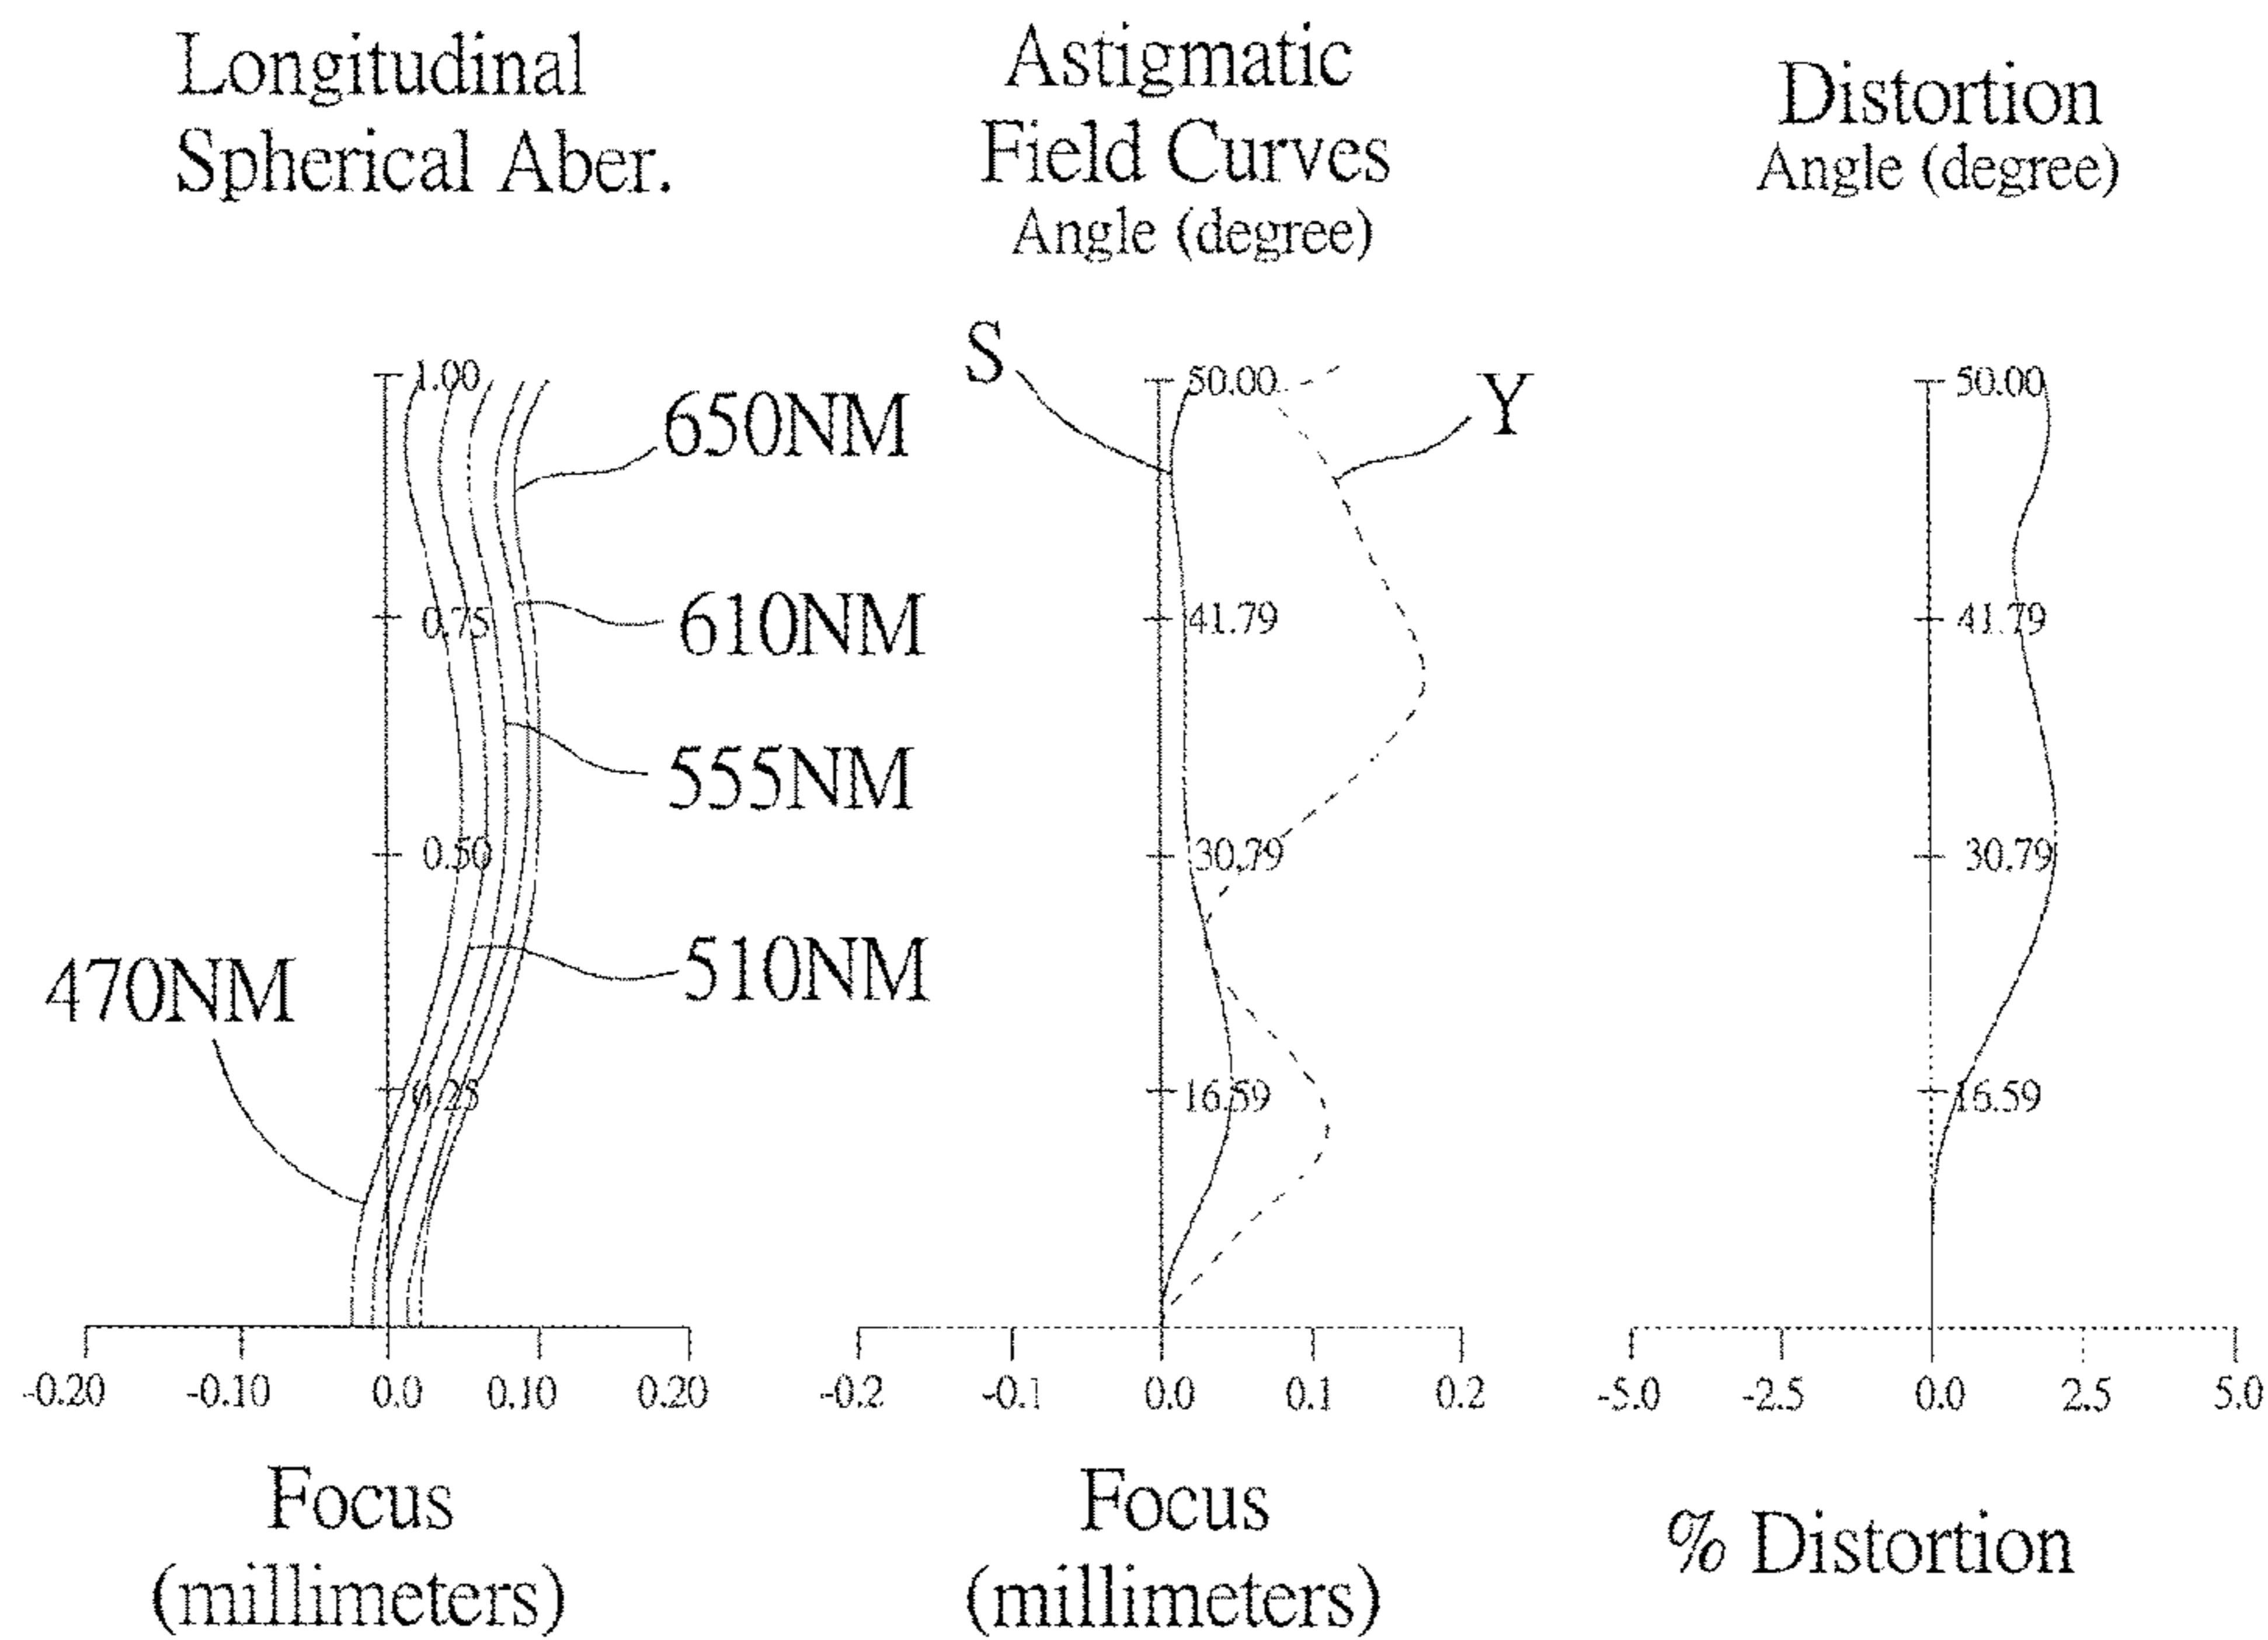 Longitudinal
Spherical Aber.
1.00
0.75
0.50
0.25
650NM
610NM
555NM
510NM
470NM
-0.20 -0.10 0.0 0.10 0.20
Focus
(millimeters)
Astigmatic
Field Curves
Angle (degree)
S
Y
50.00
41.79
30.79
16.59
-0.2 -0.1 0.0 0.1 0.2
Focus
(millimeters)
Distortion
Angle (degree)
50.00
41.79
30.79
16.59
-5.0 -2.5 0.0 2.5 5.0
% Distortion